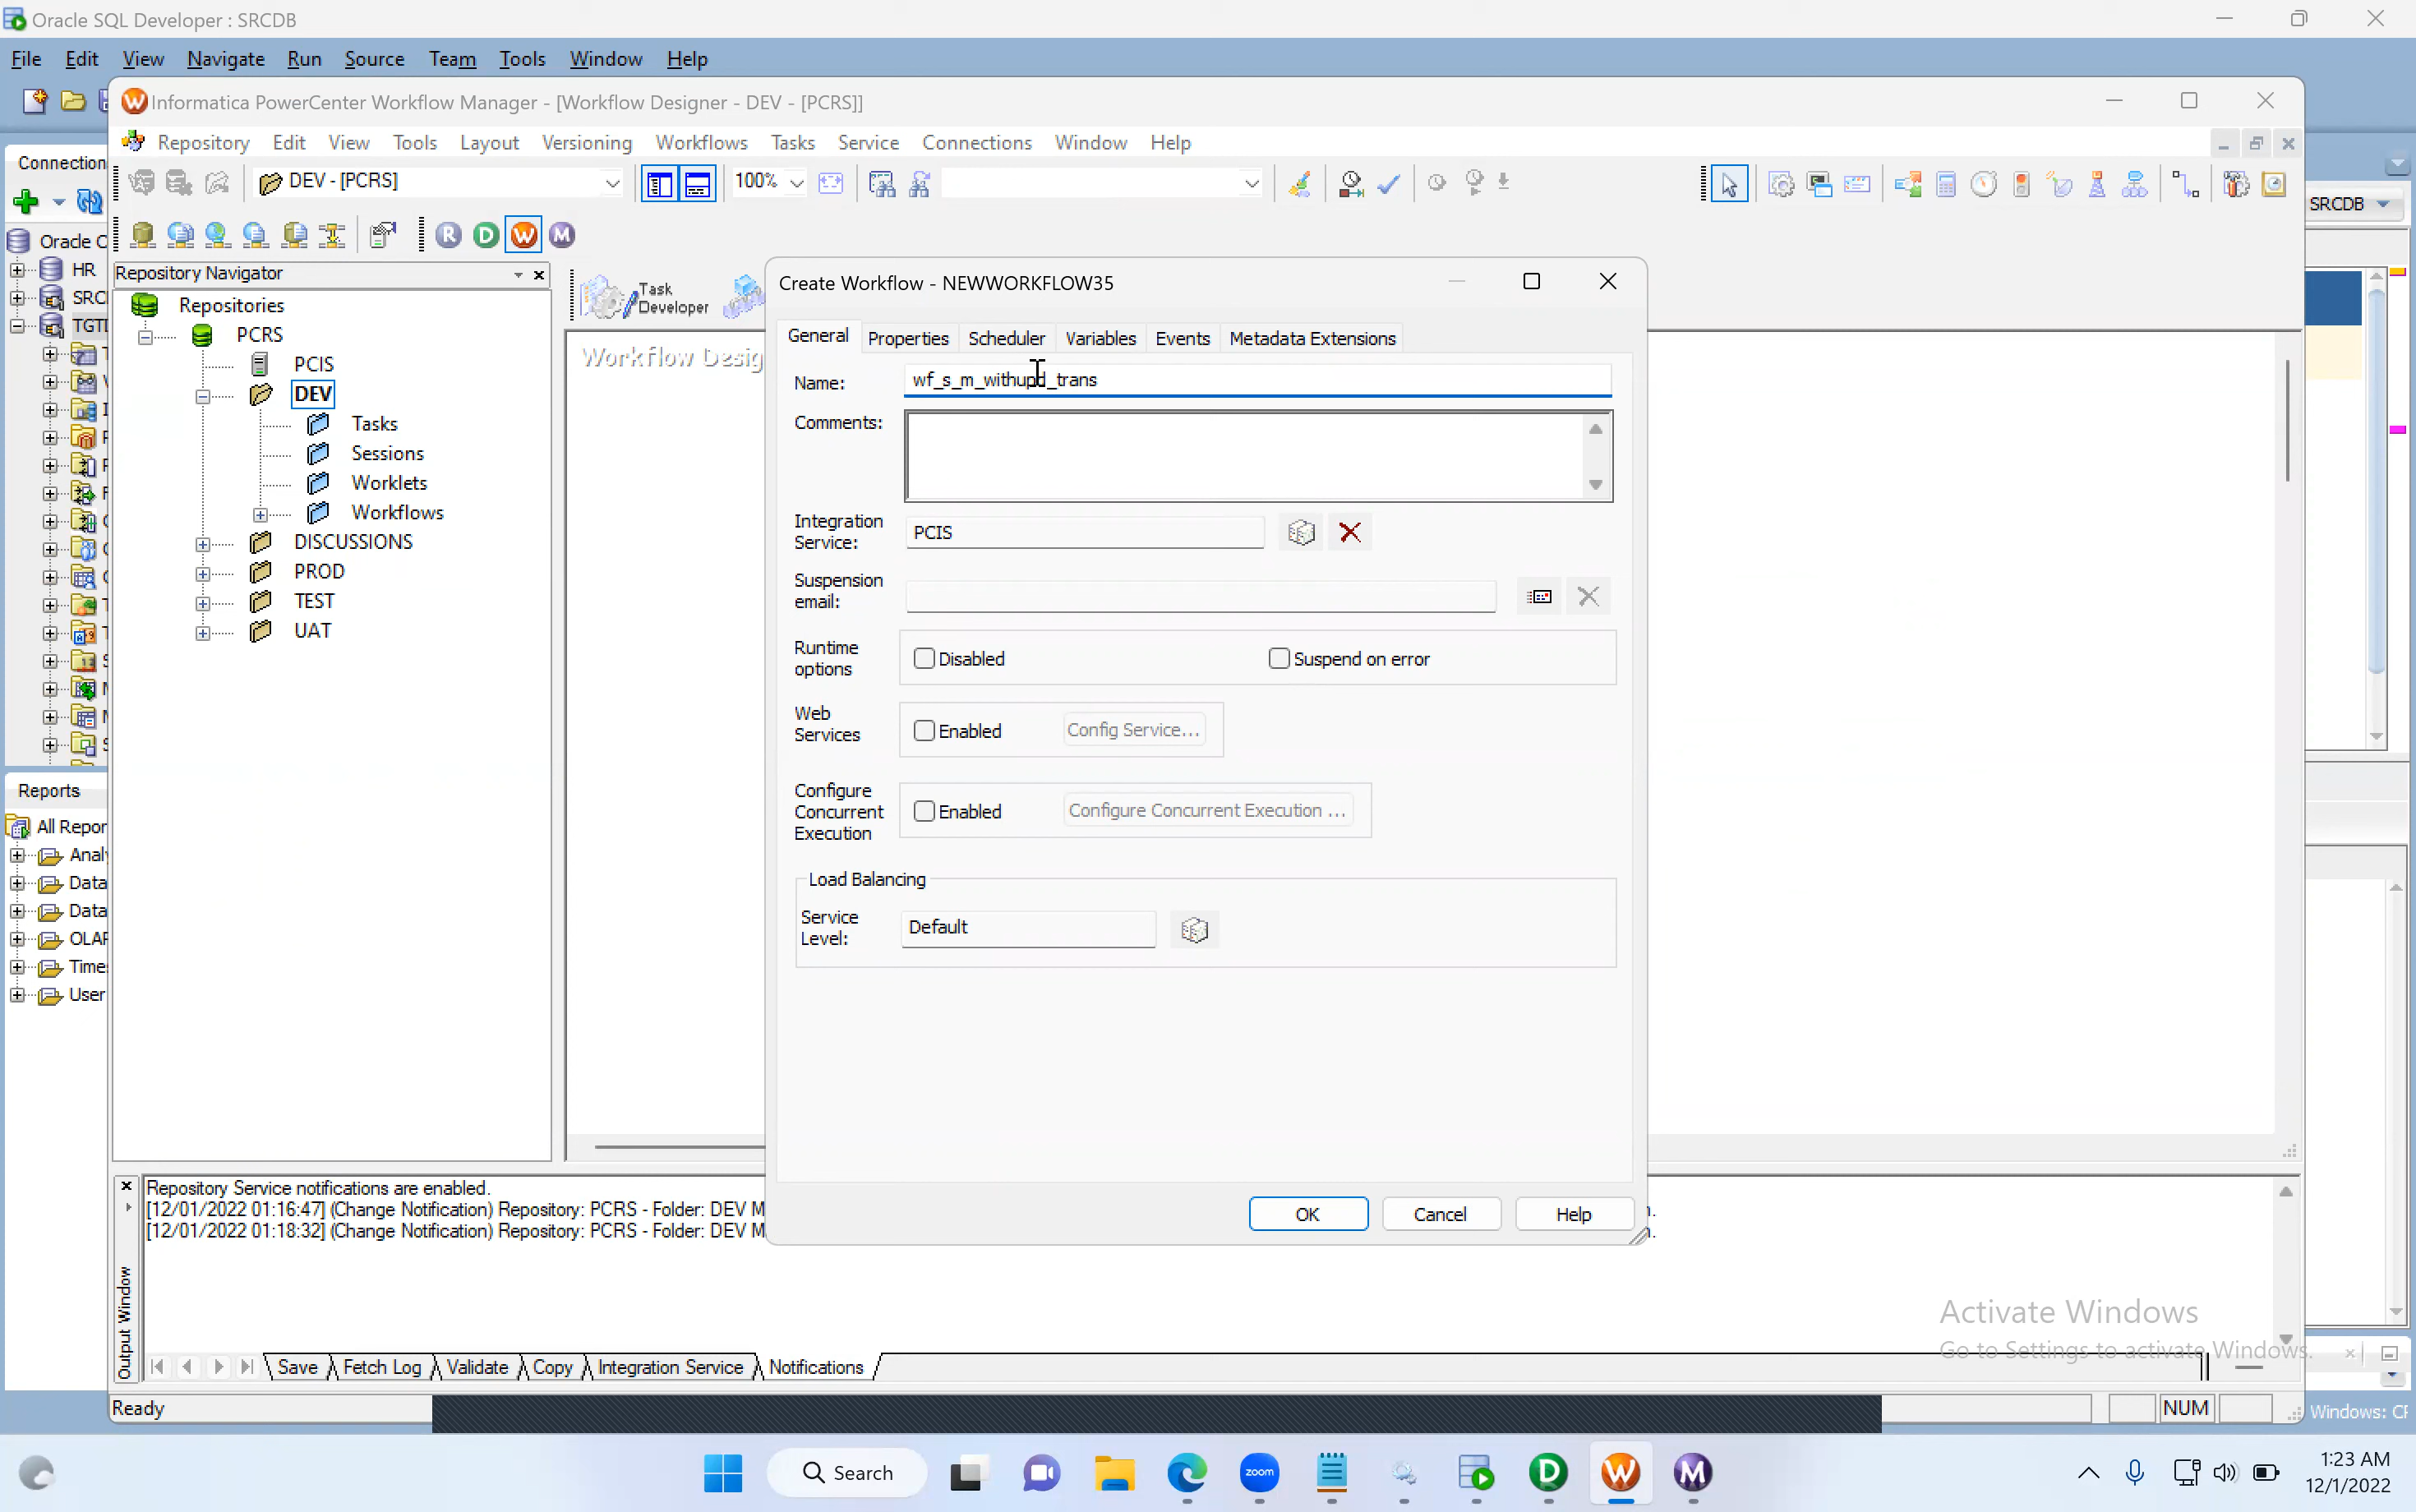 Oracle SQL Developer : SRCDB
File Edit View Navigate Run Source Team Tools Window Help
Informatica PowerCenter Workflow Manager - [Workflow Designer - DEV - [PCRS]]
Repository Edit View Tools Layout Versioning Workflows Tasks Service Connections Window Help
Connection
DEV - [PCRS]
100%
SRCDB
Oracle C
HR
SRC
TGT
Repository Navigator
Repositories
PCRS
PCIS
DEV
Tasks
Sessions
Worklets
Workflows
DISCUSSIONS
PROD
TEST
UAT
Task Developer
Workflow Desig
Create Workflow - NEWWORKFLOW35
General Properties Scheduler Variables Events Metadata Extensions
Name: wf_s_m_withupd_trans
Comments:
Integration Service: PCIS
Suspension email:
Runtime options Disabled Suspend on error
Web Services Enabled Config Service...
Configure Concurrent Execution Enabled Configure Concurrent Execution ...
Load Balancing
Service Level: Default
OK Cancel Help
Reports
All Repor
Analy
Data
Data
OLAP
Time
User
Repository Service notifications are enabled.
[12/01/2022 01:16:47] (Change Notification) Repository: PCRS - Folder: DEV M
[12/01/2022 01:18:32] (Change Notification) Repository: PCRS - Folder: DEV M
Output Window
Save Fetch Log Validate Copy Integration Service Notifications
Activate Windows
Go to Settings to activate Windows.
Ready
NUM
Windows: CF
Search
zoom
1:23 AM
12/1/2022